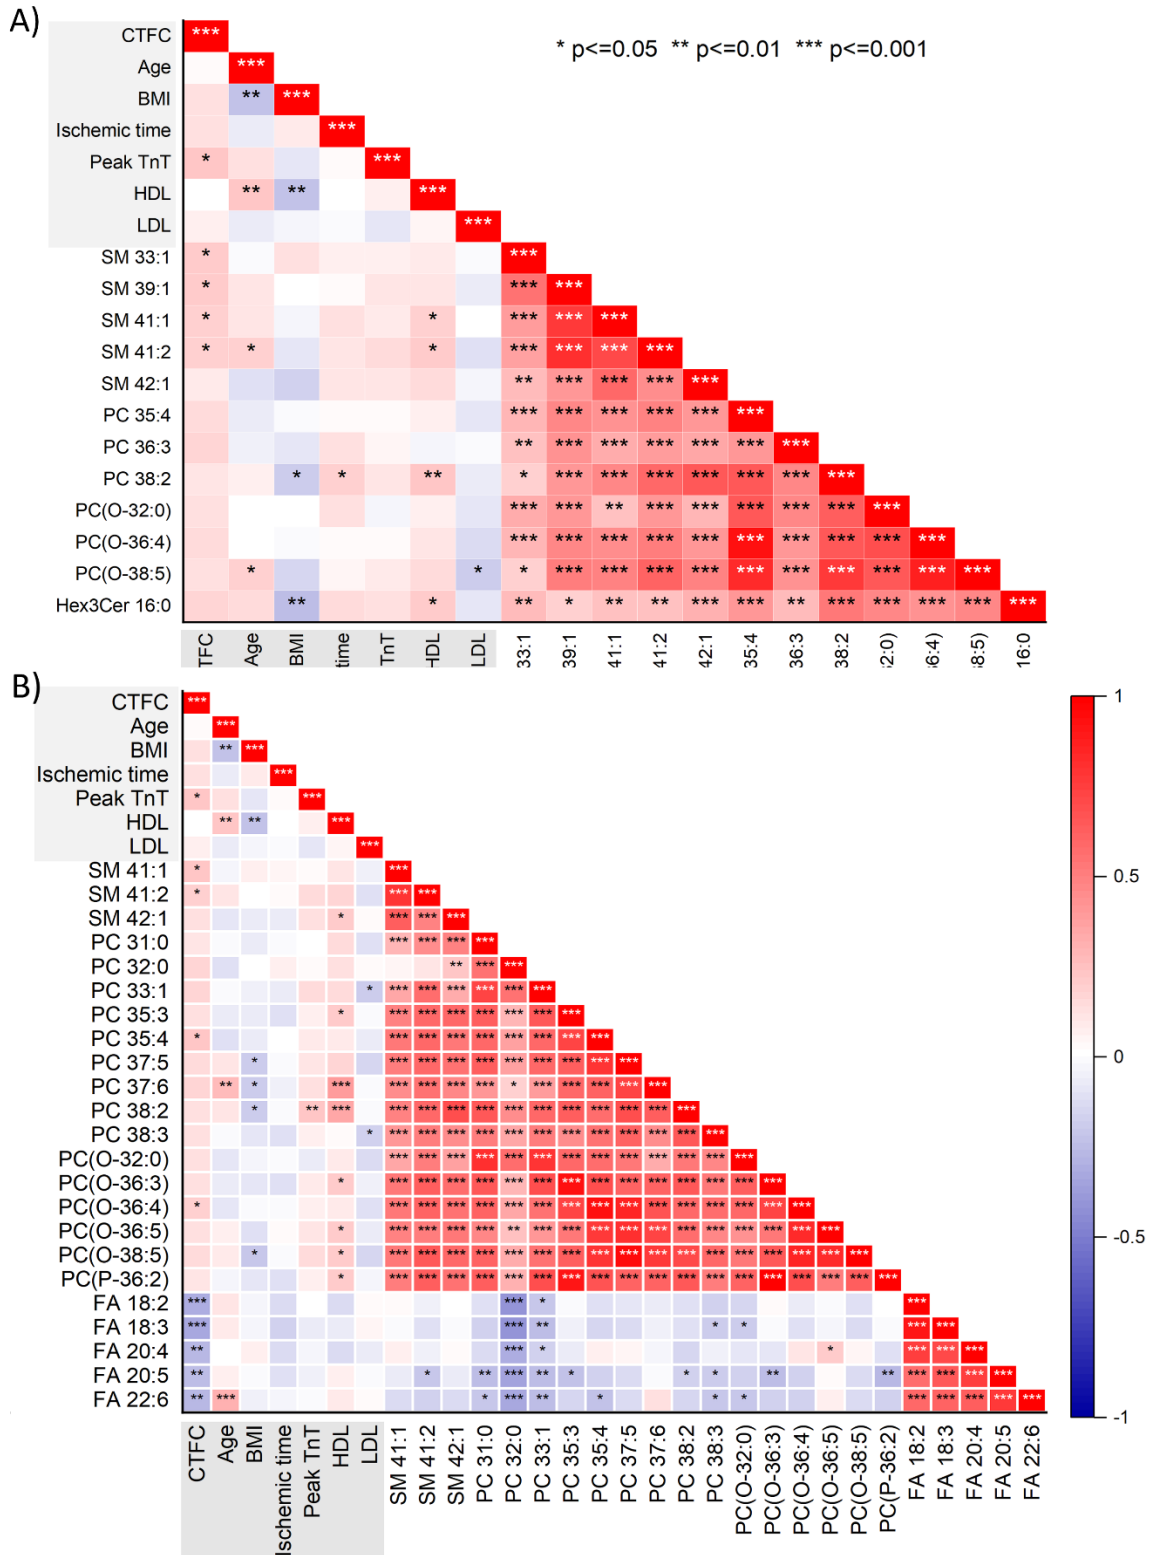 A)
* p<=0.05 ** p<=0.01 *** p<=0.001
CTFC ***
Age ***
BMI ** ***
Ischemic time ***
Peak TnT * ***
HDL ** ** ***
LDL ***
SM 33:1 * ***
SM 39:1 * *** ***
SM 41:1 * * *** *** ***
SM 41:2 * * * *** *** *** ***
SM 42:1 ** *** *** *** ***
PC 35:4 *** *** *** *** *** ***
PC 36:3 ** *** *** *** *** *** ***
PC 38:2 * * ** * *** *** *** *** *** *** ***
PC(O-32:0) *** *** ** *** *** *** *** *** ***
PC(O-36:4) *** *** *** *** *** *** *** *** *** ***
PC(O-38:5) * * * *** *** *** *** *** *** *** *** *** ***
Hex3Cer 16:0 ** * ** * ** ** *** *** ** *** *** *** *** ***
TFC Age BMI time TnT HDL LDL 33:1 39:1 41:1 41:2 42:1 35:4 36:3 38:2 32:0) 36:4) 38:5) 16:0
B)
CTFC ***
Age ***
BMI ** ***
Ischemic time ***
Peak TnT * ***
HDL ** ** ***
LDL ***
SM 41:1 * ***
SM 41:2 * *** ***
SM 42:1 * *** *** ***
PC 31:0 *** *** *** ***
PC 32:0 ** *** ***
PC 33:1 * *** *** *** *** *** ***
PC 35:3 * *** *** *** *** *** *** ***
PC 35:4 * *** *** *** *** *** *** *** ***
PC 37:5 * *** *** *** *** *** *** *** *** ***
PC 37:6 ** * *** *** *** *** *** * *** *** *** *** ***
PC 38:2 * ** *** *** *** *** *** *** *** *** *** *** *** ***
PC 38:3 * *** *** *** *** *** *** *** *** *** *** *** ***
PC(O-32:0) *** *** *** *** *** *** *** *** *** *** *** *** ***
PC(O-36:3) * *** *** *** *** *** *** *** *** *** *** *** *** *** ***
PC(O-36:4) * *** *** *** *** *** *** *** *** *** *** *** *** *** *** ***
PC(O-36:5) * *** *** *** *** ** *** *** *** *** *** *** *** *** *** *** ***
PC(O-38:5) * * *** *** *** *** *** *** *** *** *** *** *** *** *** *** *** *** ***
PC(P-36:2) * *** *** *** *** *** *** *** *** *** *** *** *** *** *** *** *** *** ***
FA 18:2 *** *** * ***
FA 18:3 *** *** ** * * *** ***
FA 20:4 ** *** * * *** *** ***
FA 20:5 ** * ** *** * * * * ** ** *** *** *** ***
FA 22:6 ** *** * *** ** * * * *** *** *** *** ***
CTFC Age BMI Ischemic time Peak TnT HDL LDL SM 41:1 SM 41:2 SM 42:1 PC 31:0 PC 32:0 PC 33:1 PC 35:3 PC 35:4 PC 37:5 PC 37:6 PC 38:2 PC 38:3 PC(O-32:0) PC(O-36:3) PC(O-36:4) PC(O-36:5) PC(O-38:5) PC(P-36:2) FA 18:2 FA 18:3 FA 20:4 FA 20:5 FA 22:6
1
0.5
0
-0.5
-1